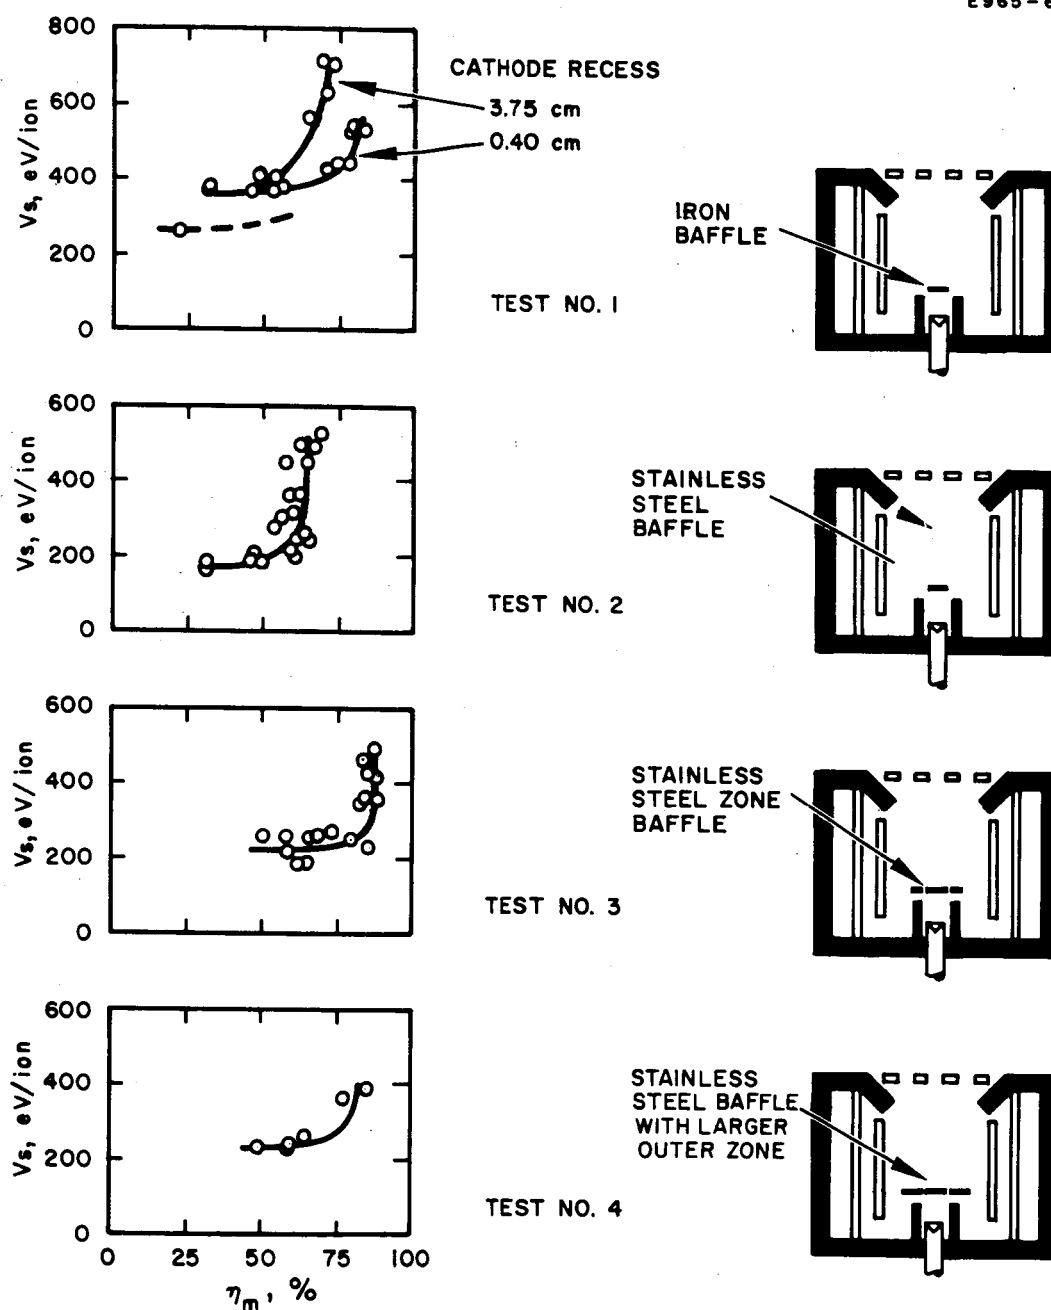 E965-6
800
600
400
200
0
Vs, eV/ion
CATHODE RECESS
3.75 cm
0.40 cm
TEST NO. 1
IRON
BAFFLE
600
400
200
0
Vs, eV/ion
TEST NO. 2
STAINLESS
STEEL
BAFFLE
600
400
200
0
Vs, eV/ion
TEST NO. 3
STAINLESS
STEEL ZONE
BAFFLE
600
400
200
0
Vs, eV/ion
0 25 50 75 100
ηm, %
TEST NO. 4
STAINLESS
STEEL BAFFLE
WITH LARGER
OUTER ZONE